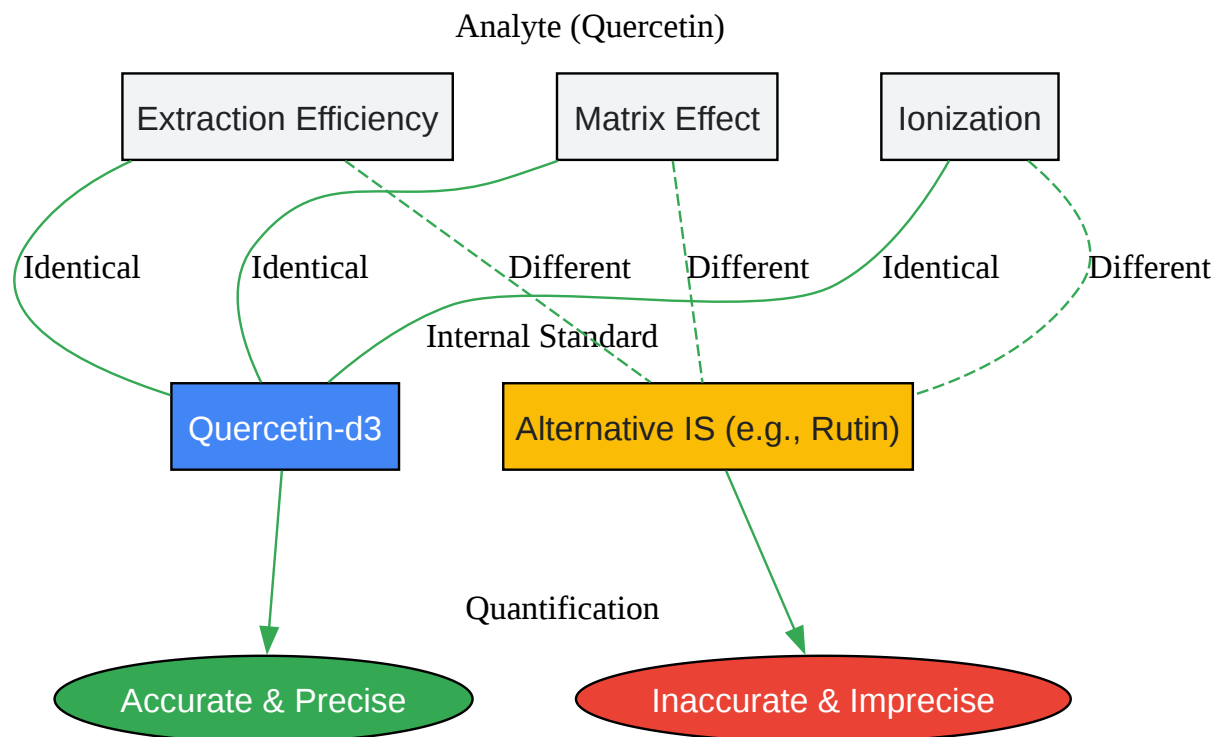 Analyte (Quercetin)
Extraction Efficiency
Matrix Effect
Ionization
Identical
Identical
Different
Different
Identical
Different
Internal Standard
Quercetin-d3
Alternative IS (e.g., Rutin)
Quantification
Accurate & Precise
Inaccurate & Imprecise